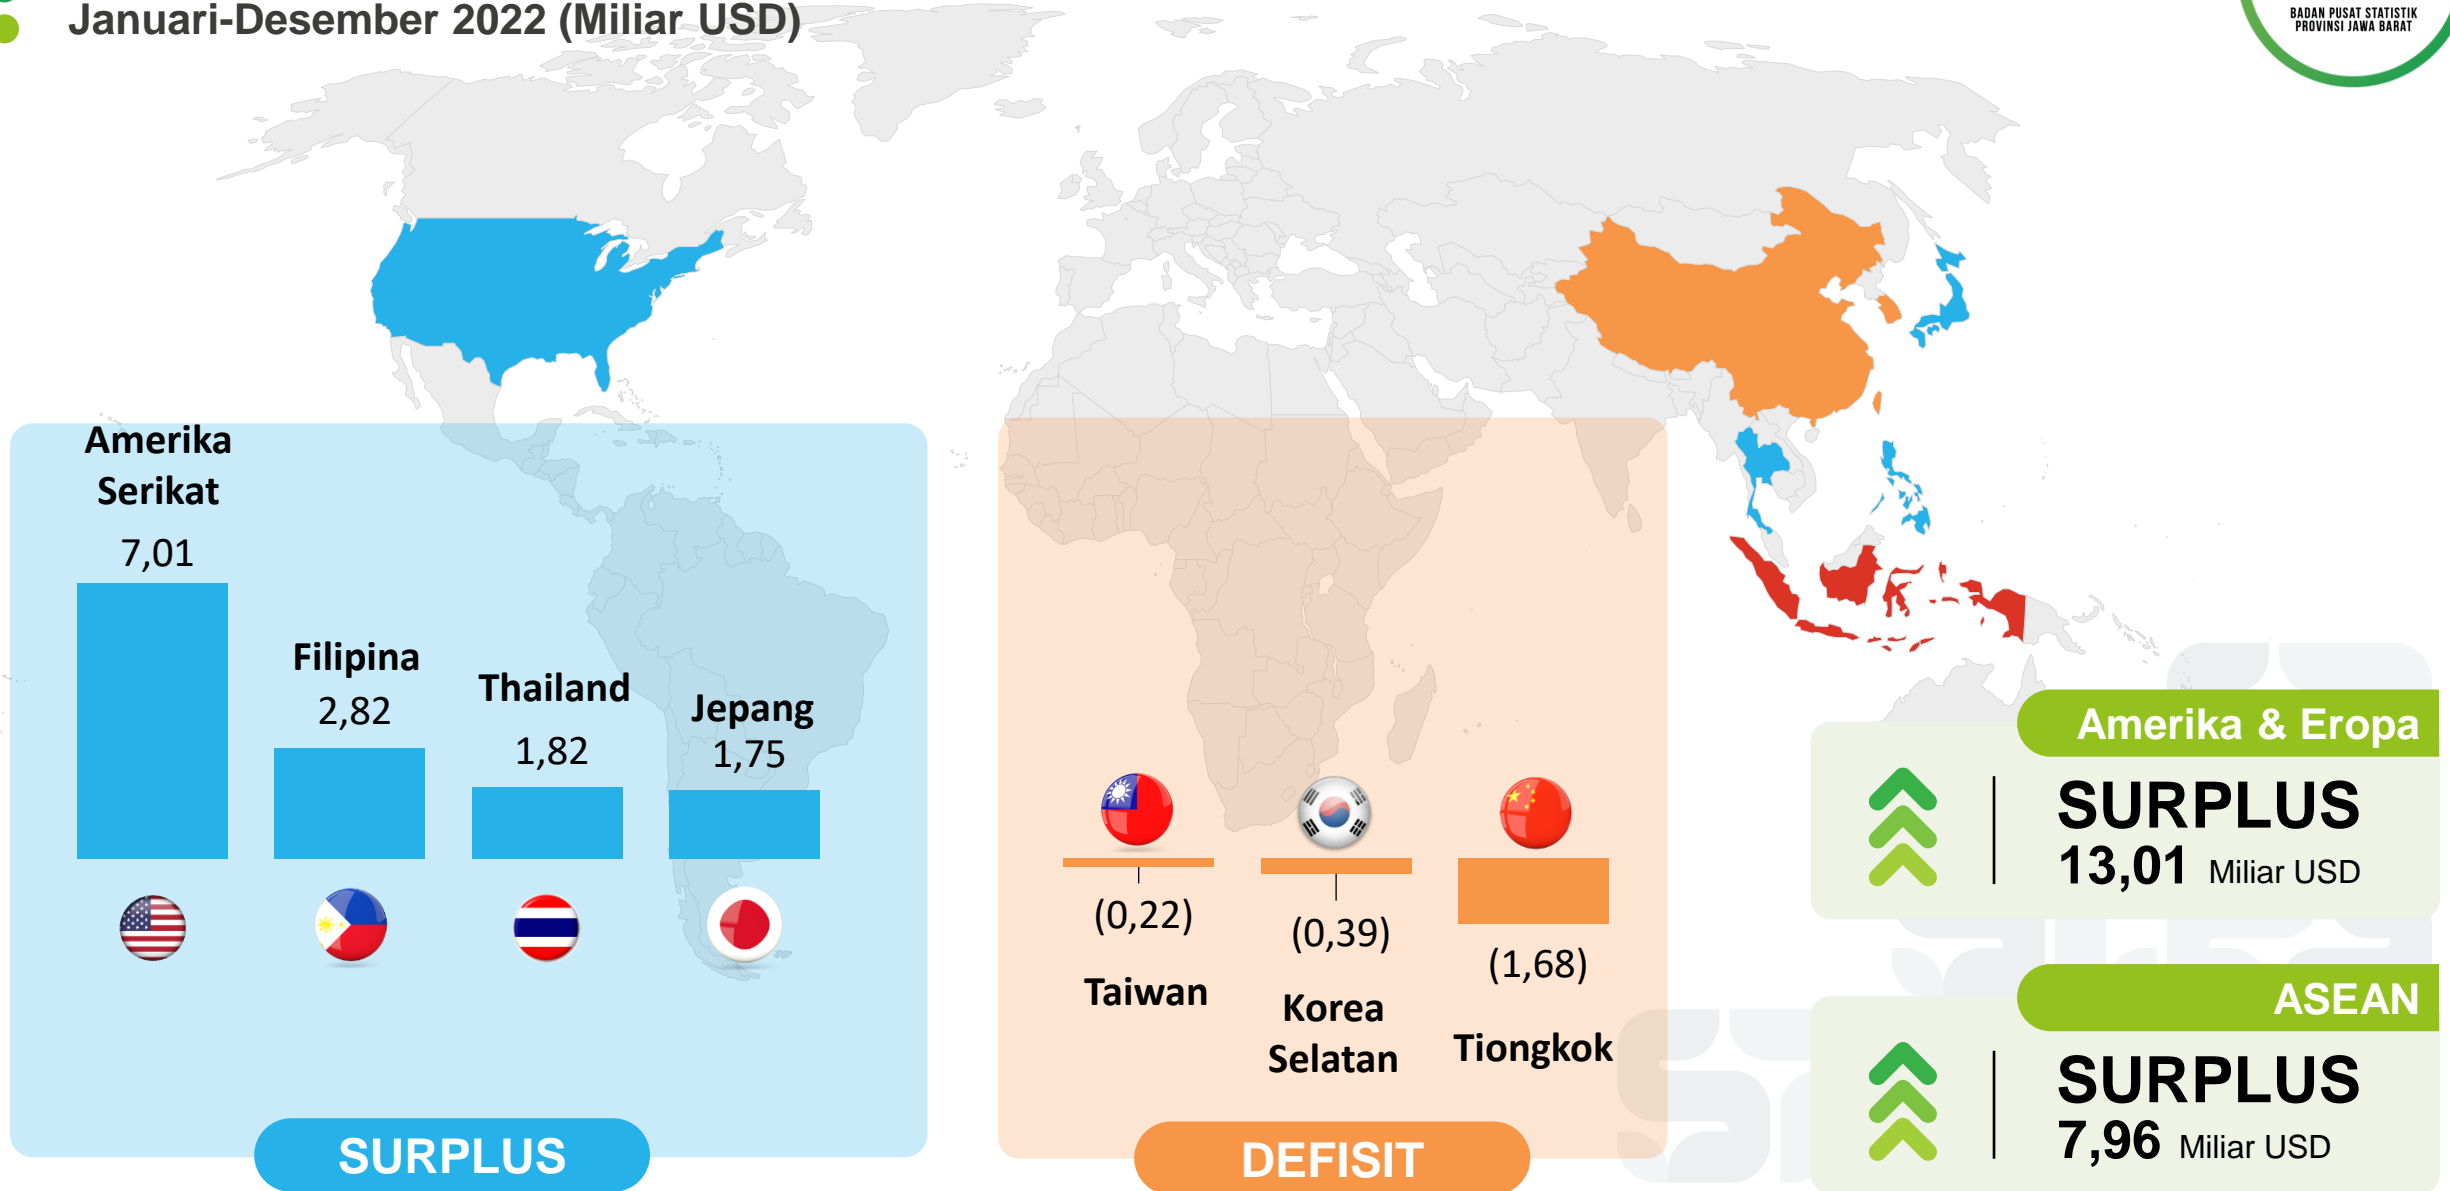 Januari-Desember 2022 (Miliar USD)
BADAN PUSAT STATISTIK
PROVINSI JAWA BARAT
Amerika
Serikat
7,01
Filipina
2,82
Thailand
1,82
Jepang
1,75
SURPLUS
(0,22)
Taiwan
(0,39)
Korea
Selatan
(1,68)
Tiongkok
DEFISIT
Amerika & Eropa
SURPLUS
13,01 Miliar USD
ASEAN
SURPLUS
7,96 Miliar USD